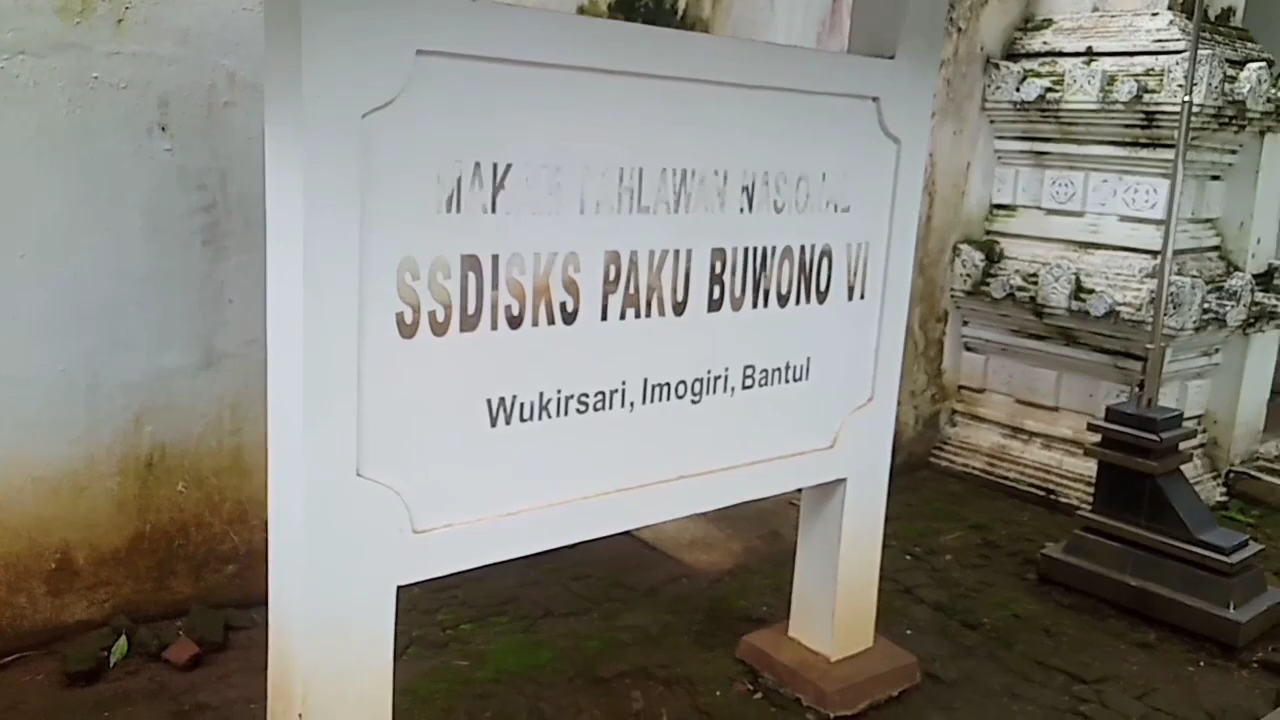 MAKAM PAHLAWAN NASIONAL
SSDISKS PAKU BUWONO VI
Wukirsari, Imogiri, Bantul